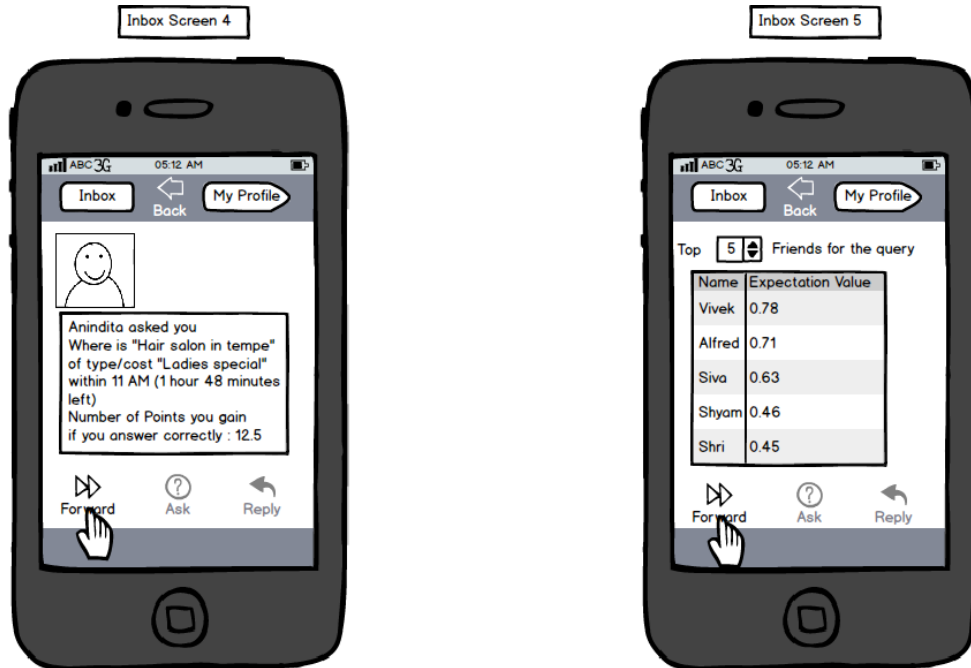 Inbox Screen 4
ABC 3G 05:12 AM
Inbox
Back
My Profile
Anindita asked you
Where is "Hair salon in tempe"
of type/cost "Ladies special"
within 11 AM (1 hour 48 minutes
left)
Number of Points you gain
if you answer correctly : 12.5
Forward Ask Reply
Inbox Screen 5
ABC 3G 05:12 AM
Inbox
Back
My Profile
Top 5 Friends for the query
Name Expectation Value
Vivek 0.78
Alfred 0.71
Siva 0.63
Shyam 0.46
Shri 0.45
Forward Ask Reply